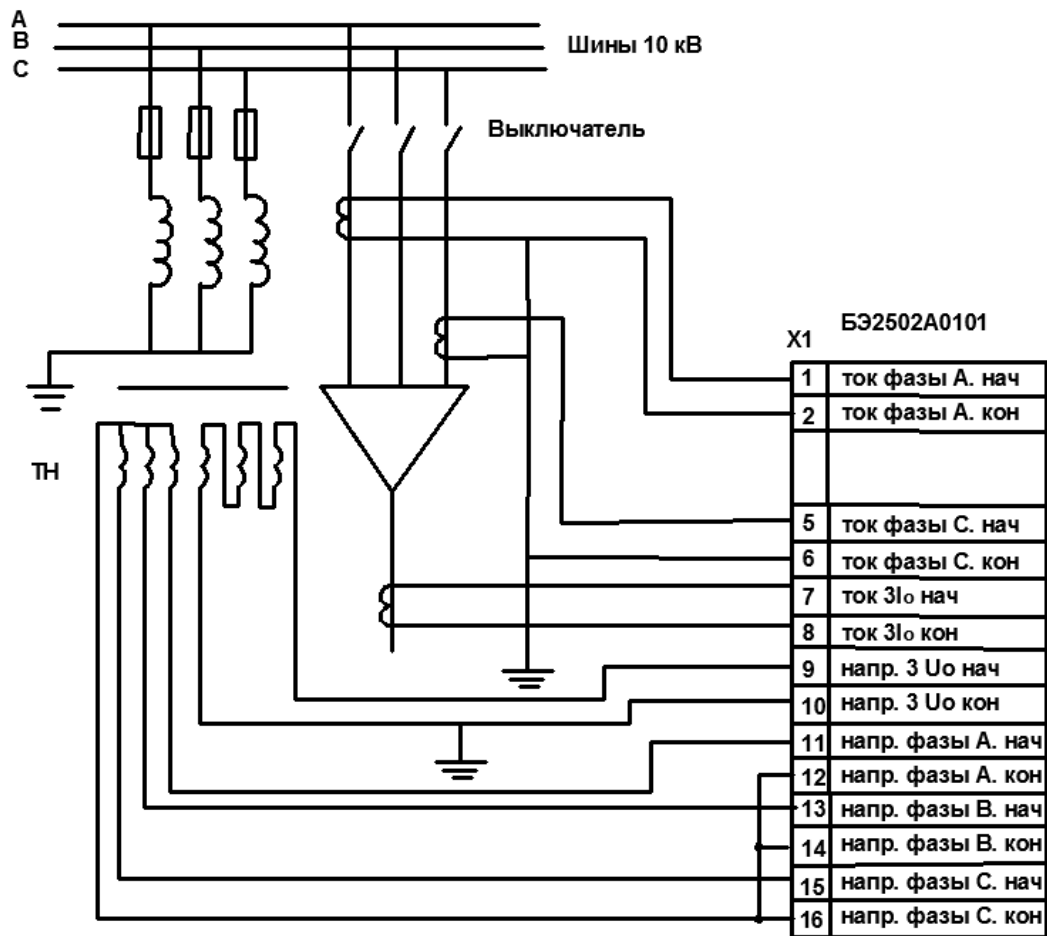 А
В
С
Шины 10 кВ
Выключатель
БЭ2502А0101
Х1
1 ток фазы А. нач
2 ток фазы А. кон
5 ток фазы С. нач
6 ток фазы С. кон
7 ток 3Iо нач
8 ток 3Iо кон
9 напр. 3 Uo нач
10 напр. 3 Uo кон
11 напр. фазы А. нач
12 напр. фазы А. кон
13 напр. фазы В. нач
14 напр. фазы В. кон
15 напр. фазы С. нач
16 напр. фазы С. кон
ТН